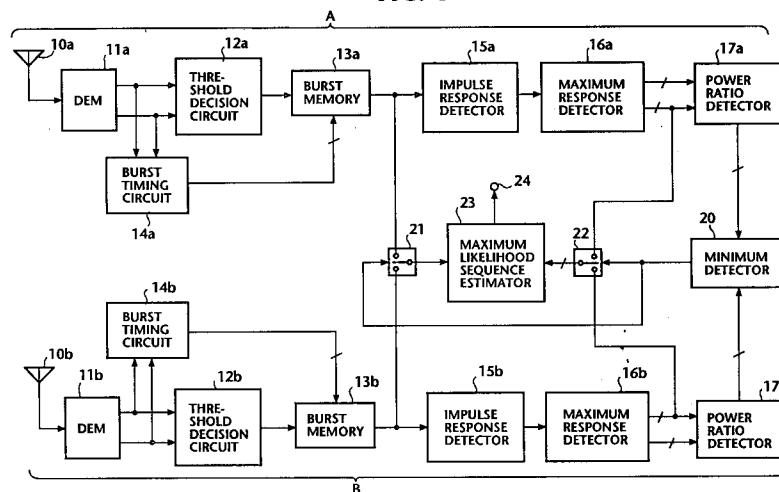 A
10a
11a
12a
13a
15a
16a
17a
DEM
THRE-
SHOLD
DECISION
CIRCUIT
BURST
MEMORY
IMPULSE
RESPONSE
DETECTOR
MAXIMUM
RESPONSE
DETECTOR
POWER
RATIO
DETECTOR
BURST
TIMING
CIRCUIT
14a
24
23
21
22
20
MAXIMUM
LIKELIHOOD
SEQUENCE
ESTIMATOR
MINIMUM
DETECTOR
14b
BURST
TIMING
CIRCUIT
10b
11b
12b
13b
15b
16b
17
DEM
THRE-
SHOLD
DECISION
CIRCUIT
BURST
MEMORY
IMPULSE
RESPONSE
DETECTOR
MAXIMUM
RESPONSE
DETECTOR
POWER
RATIO
DETECTOR
B